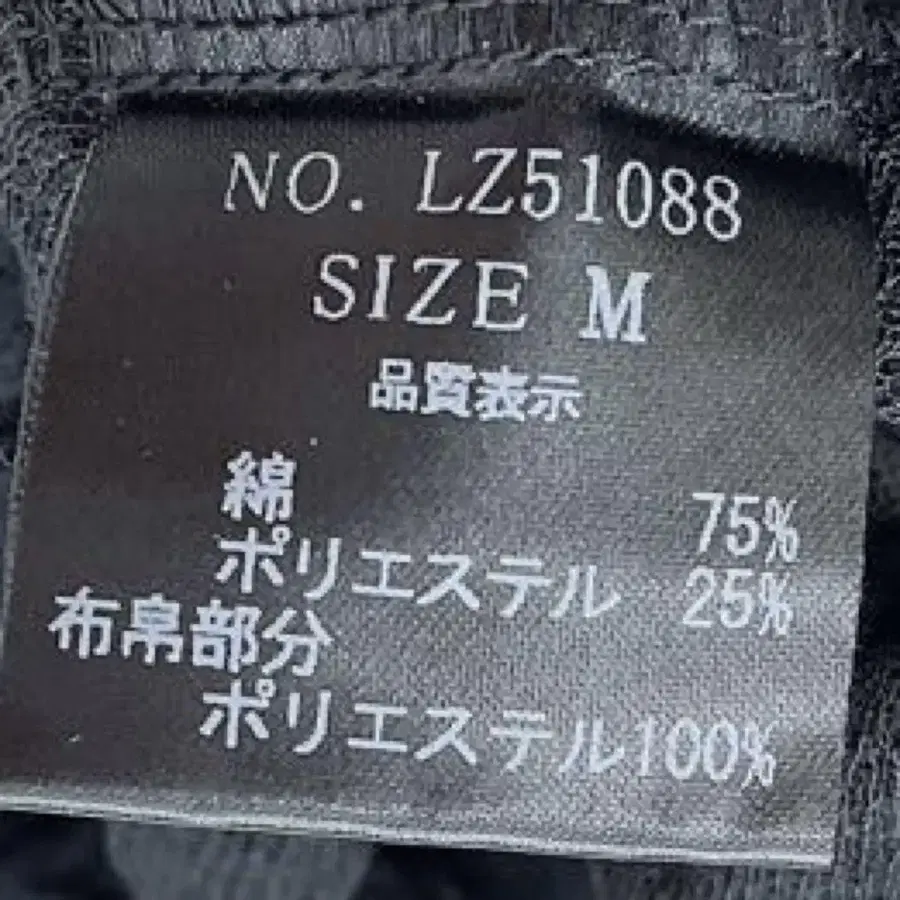 NO. LZ51088
SIZE M
品質表示
綿 75%
ポリエステル 25%
布帛部分
ポリエステル100%